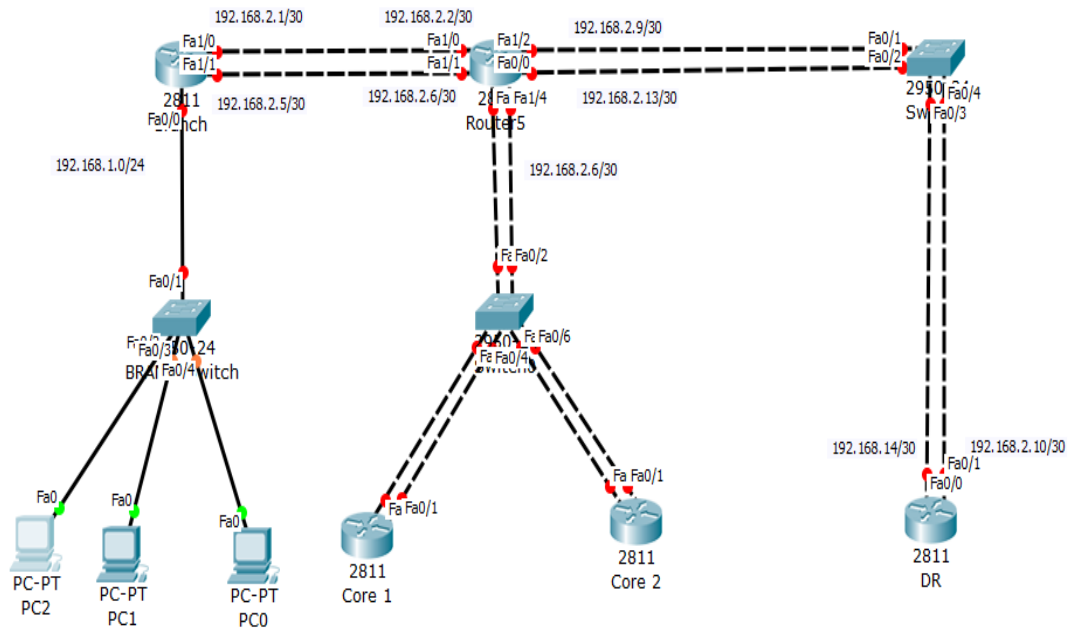 192.168.2.1/30
192.168.2.2/30
192.168.2.9/30
Fa1/0
Fa1/0
Fa1/2
Fa0/1
Fa1/1
Fa1/1
Fa0/0
Fa0/2
2811
192.168.2.5/30
192.168.2.6/30
Fa1/4
192.168.2.13/30
Fa0/4
Fa0/3
Fa0/0
Router5
192.168.1.0/24
192.168.2.6/30
Fa0/1
Fa0/2
Fa0/3
Fa0/4
Fa0/4
Fa0/6
192.168.14/30
192.168.2.10/30
Fa0
Fa0
Fa0
Fa0/1
Fa0/1
Fa0/1
Fa0/0
PC-PT
PC2
PC-PT
PC1
PC-PT
PC0
2811
Core 1
2811
Core 2
2811
DR